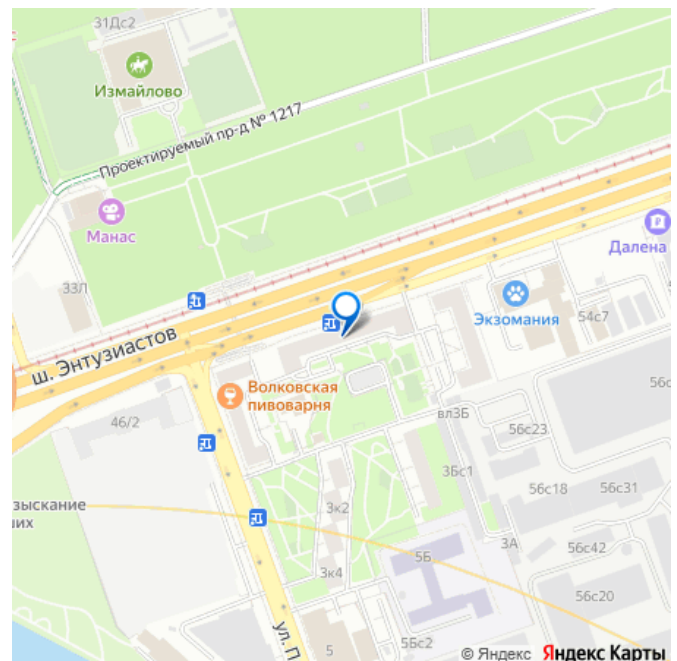 31Дс2
Измайлово
Проектируемый пр-д № 1217
Манас
Далена
33Л
Экзомания
54с7
ш. Энтузиастов
Волковская
пивоварня
56с
46/2
вл3Б
56с23
3Бс1
зыскание
их
3к2
56с18
56с31
3А
56с42
5Б
3к4
56с20
ул. П
5
5Бс2
© Яндекс Яндекс Карты